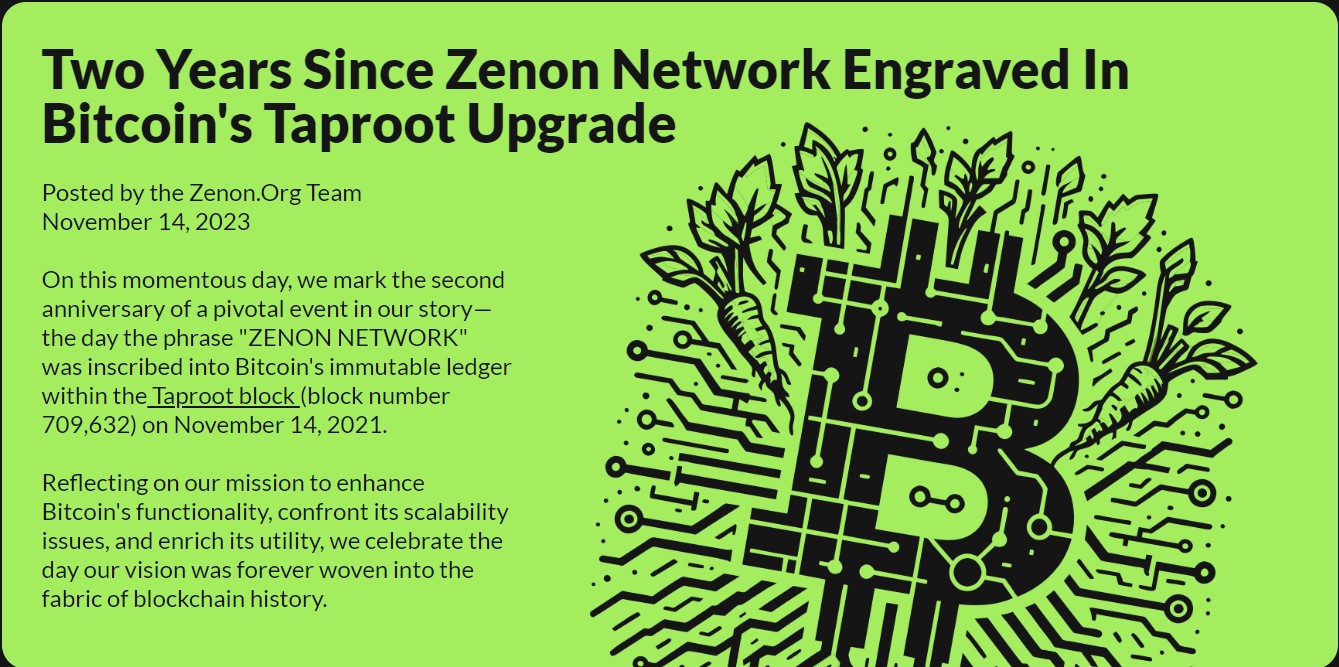 Two Years Since Zenon Network Engraved In
Bitcoin's Taproot Upgrade
Posted by the Zenon.Org Team
November 14, 2023
On this momentous day, we mark the second
anniversary of a pivotal event in our story—
the day the phrase "ZENON NETWORK"
was inscribed into Bitcoin's immutable ledger
within the Taproot block (block number
709,632) on November 14, 2021.
Reflecting on our mission to enhance
Bitcoin's functionality, confront its scalability
issues, and enrich its utility, we celebrate the
day our vision was forever woven into the
fabric of blockchain history.